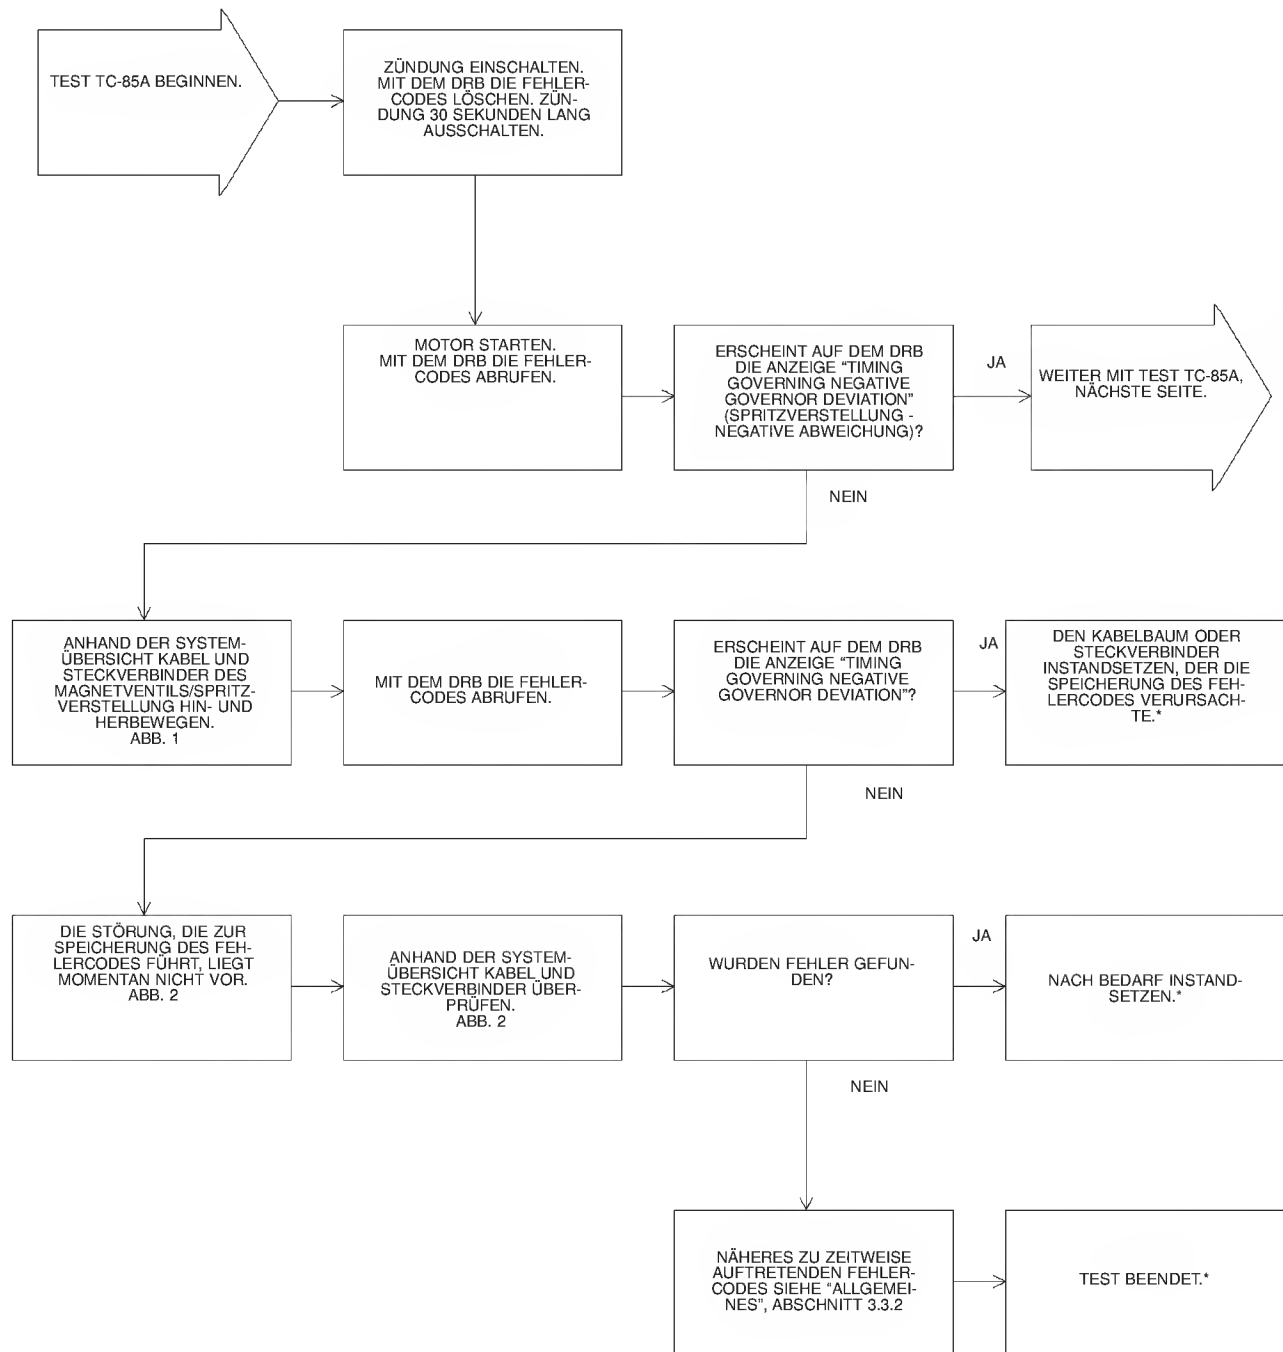 TEST TC-85A BEGINNEN.
ZÜNDUNG EINSCHALTEN.
MIT DEM DRB DIE FEHLER-
CODES LÖSCHEN. ZÜN-
DUNG 30 SEKUNDEN LANG
AUSSCHALTEN.
MOTOR STARTEN.
MIT DEM DRB DIE FEHLER-
CODES ABRUFEN.
ERSCHEINT AUF DEM DRB
DIE ANZEIGE “TIMING
GOVERNING NEGATIVE
GOVERNOR DEVIATION”
(SPRITZVERSTELLUNG -
NEGATIVE ABWEICHUNG)?
JA
WEITER MIT TEST TC-85A,
NÄCHSTE SEITE.
NEIN
ANHAND DER SYSTEM-
ÜBERSICHT KABEL UND
STECKVERBINDER DES
MAGNETVENTILS/SPRITZ-
VERSTELLUNG HIN- UND
HERBEWEGEN.
ABB. 1
MIT DEM DRB DIE FEHLER-
CODES ABRUFEN.
ERSCHEINT AUF DEM DRB
DIE ANZEIGE “TIMING
GOVERNING NEGATIVE
GOVERNOR DEVIATION”?
JA
DEN KABELBAUM ODER
STECKVERBINDER
INSTANDSETZEN, DER DIE
SPEICHERUNG DES FEH-
LERCODES VERURSACH-
TE.*
NEIN
DIE STÖRUNG, DIE ZUR
SPEICHERUNG DES FEH-
LERCODES FÜHRT, LIEGT
MOMENTAN NICHT VOR.
ABB. 2
ANHAND DER SYSTEM-
ÜBERSICHT KABEL UND
STECKVERBINDER ÜBER-
PRÜFEN.
ABB. 2
WURDEN FEHLER GEFUN-
DEN?
JA
NACH BEDARF INSTAND-
SETZEN.*
NEIN
NÄHERES ZU ZEITWEISE
AUFTRETENDEN FEHLER-
CODES SIEHE “ALLGEMEI-
NES”, ABSCHNITT 3.3.2
TEST BEENDET.*